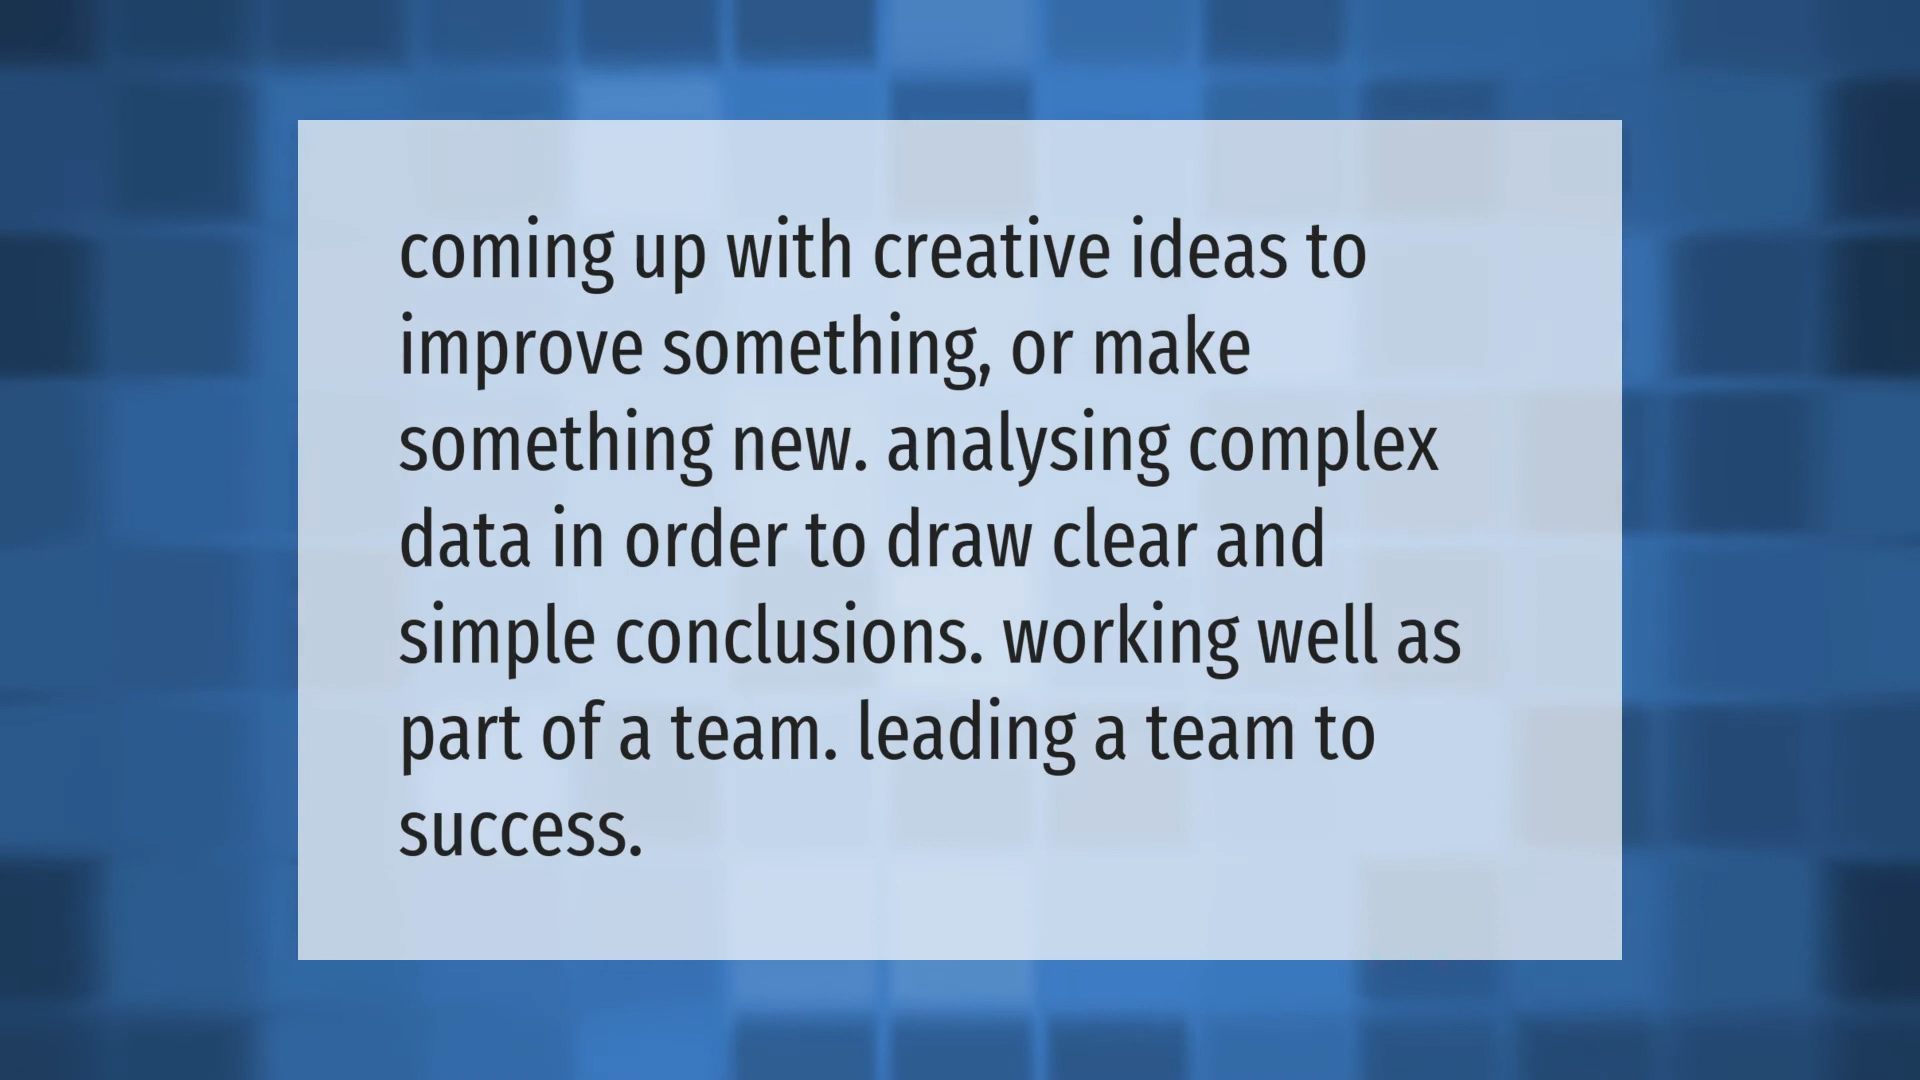 coming up with creative ideas to
improve something, or make
something new. analysing complex
data in order to draw clear and
simple conclusions. working well as
part of a team. leading a team to
success.